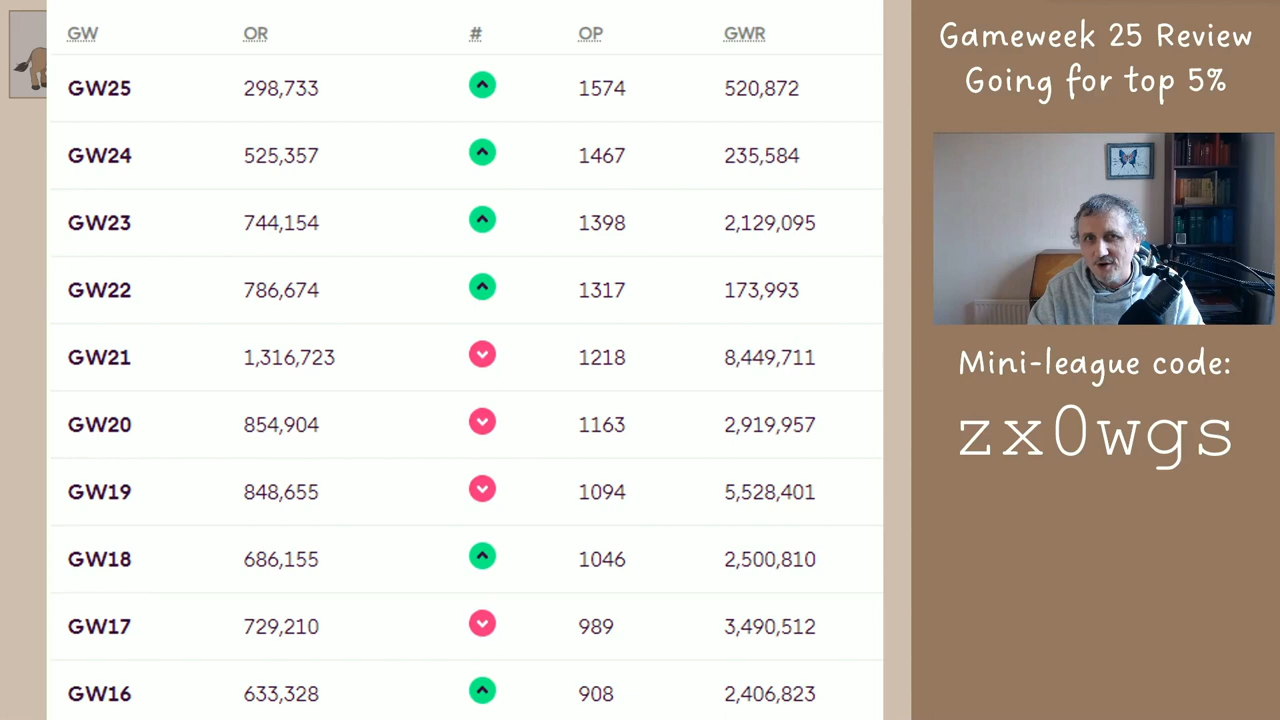 GW OR # OP GWR
GW25 298,733 1574 520,872
GW24 525,357 1467 235,584
GW23 744,154 1398 2,129,095
GW22 786,674 1317 173,993
GW21 1,316,723 1218 8,449,711
GW20 854,904 1163 2,919,957
GW19 848,655 1094 5,528,401
GW18 686,155 1046 2,500,810
GW17 729,210 989 3,490,512
GW16 633,328 908 2,406,823
Gameweek 25 Review
Going for top 5%
Mini-league code:
zx0wgs